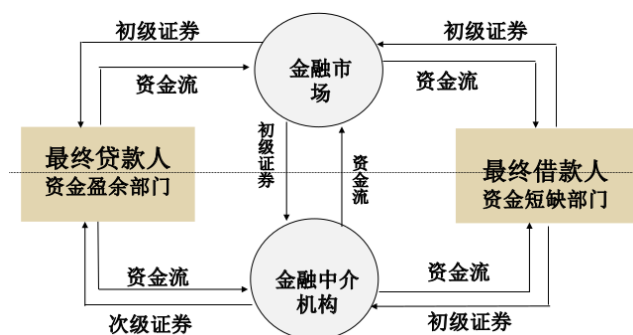 初级证券
初级证券
金融市
场
资金流
资金流
初级证券
资金流
最终贷款人
资金盈余部门
最终借款人
资金短缺部门
资金流
金融中介
机构
资金流
次级证券
初级证券